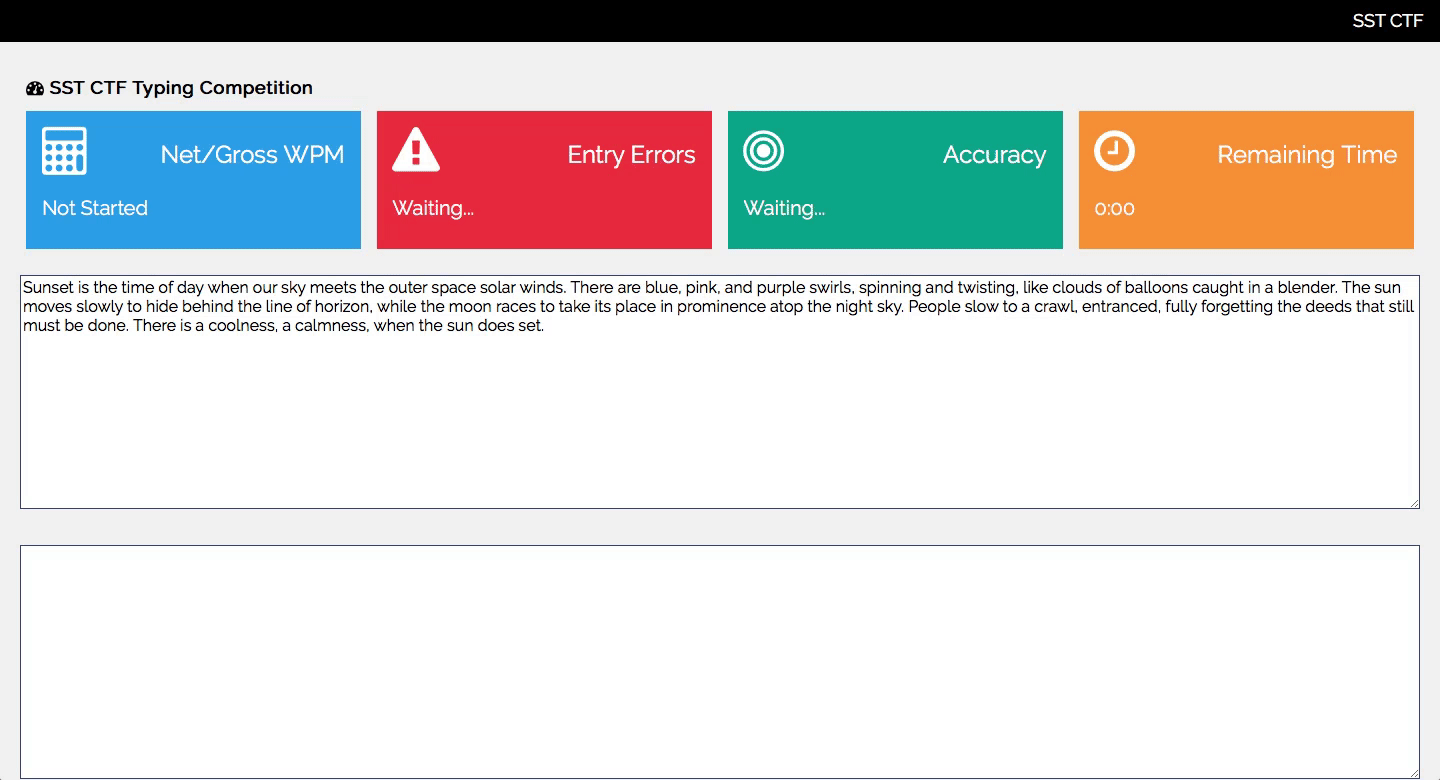 SST CTF
SST CTF Typing Competition
Net/Gross WPM
Not Started
Entry Errors
Waiting...
Accuracy
Waiting...
Remaining Time
0:00
Sunset is the time of day when our sky meets the outer space solar winds. There are blue, pink, and purple swirls, spinning and twisting, like clouds of balloons caught in a blender. The sun
moves slowly to hide behind the line of horizon, while the moon races to take its place in prominence atop the night sky. People slow to a crawl, entranced, fully forgetting the deeds that still
must be done. There is a coolness, a calmness, when the sun does set.